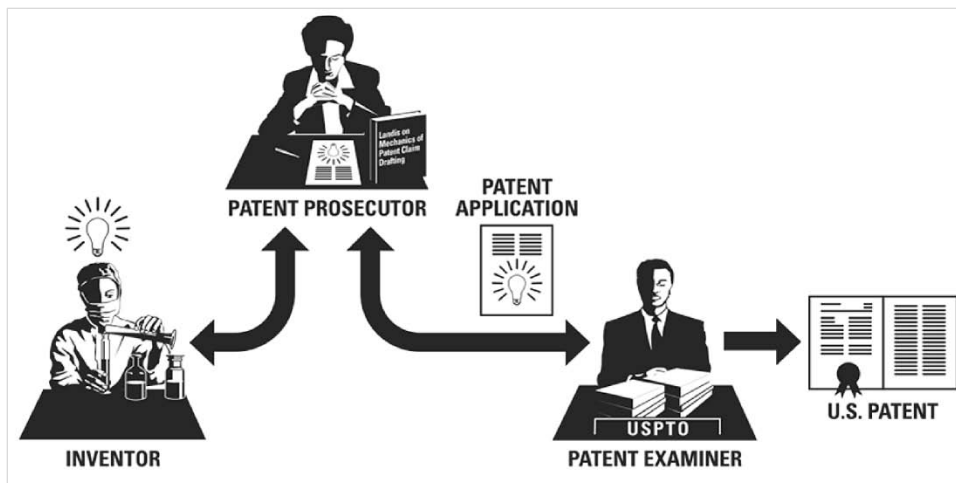 Landis on
Mechanics of
Patent Claim
Drafting
PATENT PROSECUTOR
PATENT
APPLICATION
INVENTOR
USPTO
PATENT EXAMINER
U.S. PATENT